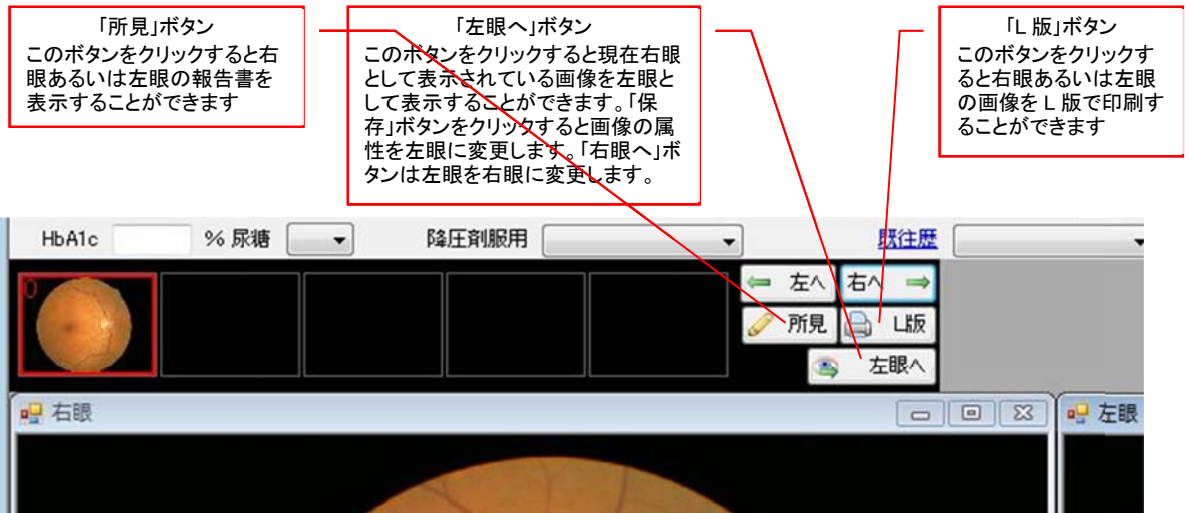 「所見」ボタン
このボタンをクリックすると右
眼あるいは左眼の報告書を
表示することができます
「左眼へ」ボタン
このボタンをクリックすると現在右眼
として表示されている画像を左眼と
して表示することができます。「保
存」ボタンをクリックすると画像の属
性を左眼に変更します。「右眼へ」ボ
タンは左眼を右眼に変更します。
「L 版」ボタン
このボタンをクリックす
ると右眼あるいは左眼
の画像を L 版で印刷す
ることができます
HbA1c % 尿糖 降圧剤服用 既往歴
0
左へ 右へ
所見 L版
左眼へ
右眼 左眼